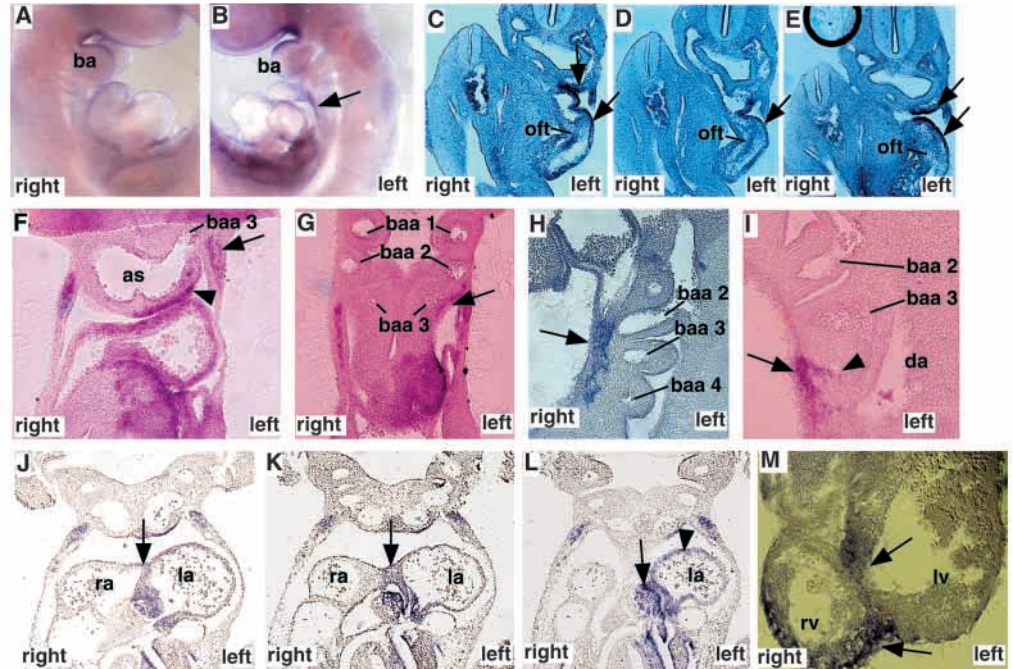 A
ba
right
B
ba
left
C
oft
right
left
D
oft
right
left
E
oft
right
left
F
baa 3
as
right
left
G
baa 1
baa 2
baa 3
right
left
H
baa 2
baa 3
baa 4
right
left
I
baa 2
baa 3
da
right
left
J
ra
la
right
left
K
ra
la
right
left
L
la
right
left
M
lv
rv
right
left